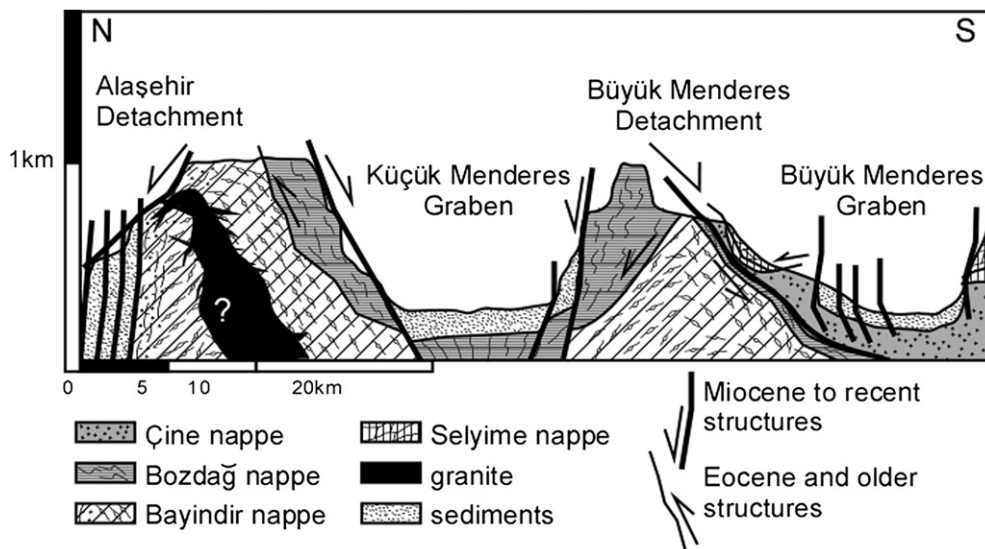 N
S
Alaşehir
Detachment
Büyük Menderes
Detachment
1km
Küçük Menderes
Graben
Büyük Menderes
Graben
?
0 5 10 20km
Miocene to recent
structures
Eocene and older
structures
Çine nappe
Selyime nappe
Bozdağ nappe
granite
Bayindir nappe
sediments